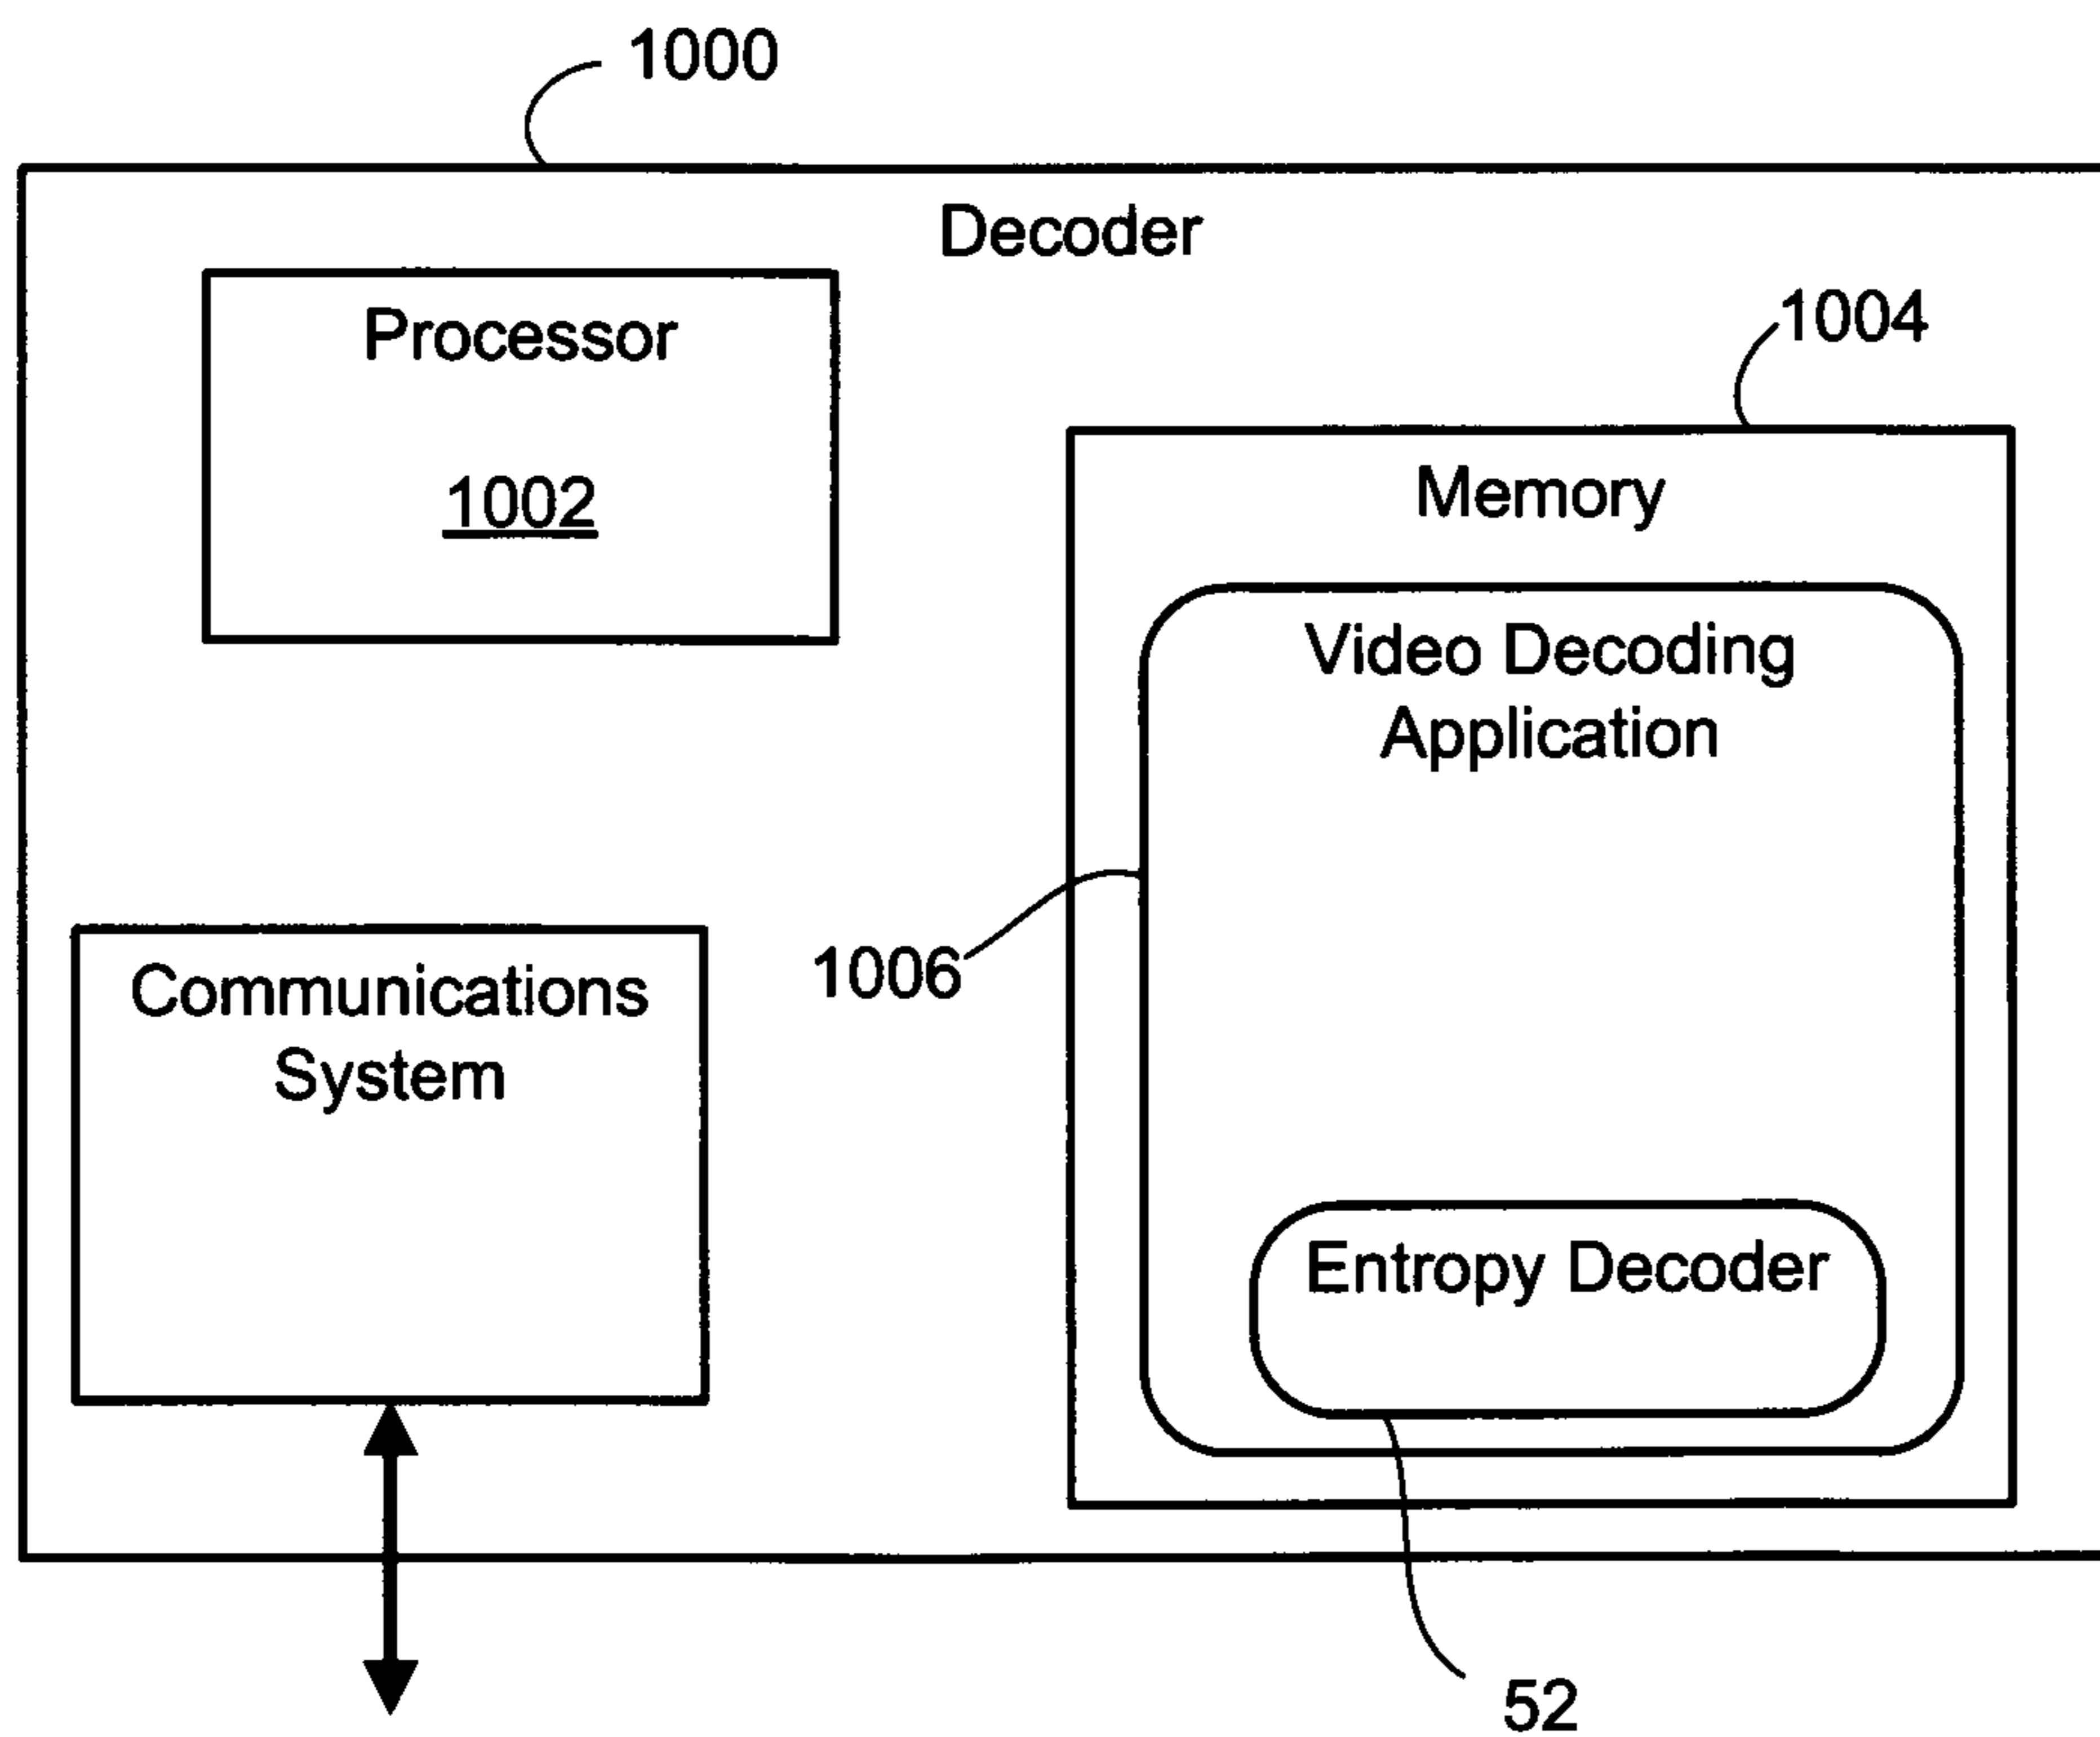 1000
Decoder
Processor
1002
1004
Memory
Video Decoding
Application
1006
Communications
System
Entropy Decoder
52